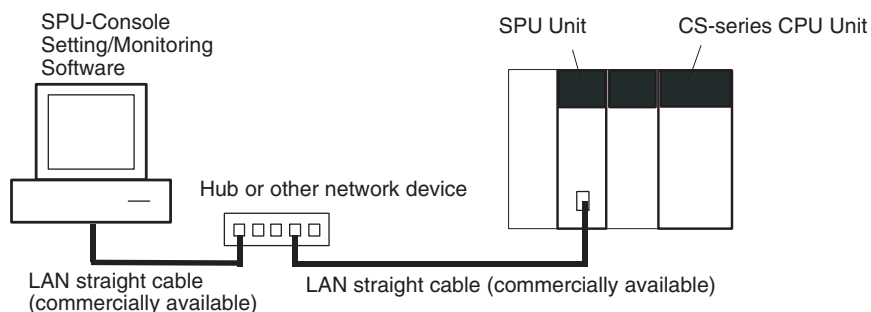 SPU-Console
Setting/Monitoring
Software
SPU Unit
CS-series CPU Unit
Hub or other network device
LAN straight cable
(commercially available)
LAN straight cable (commercially available)